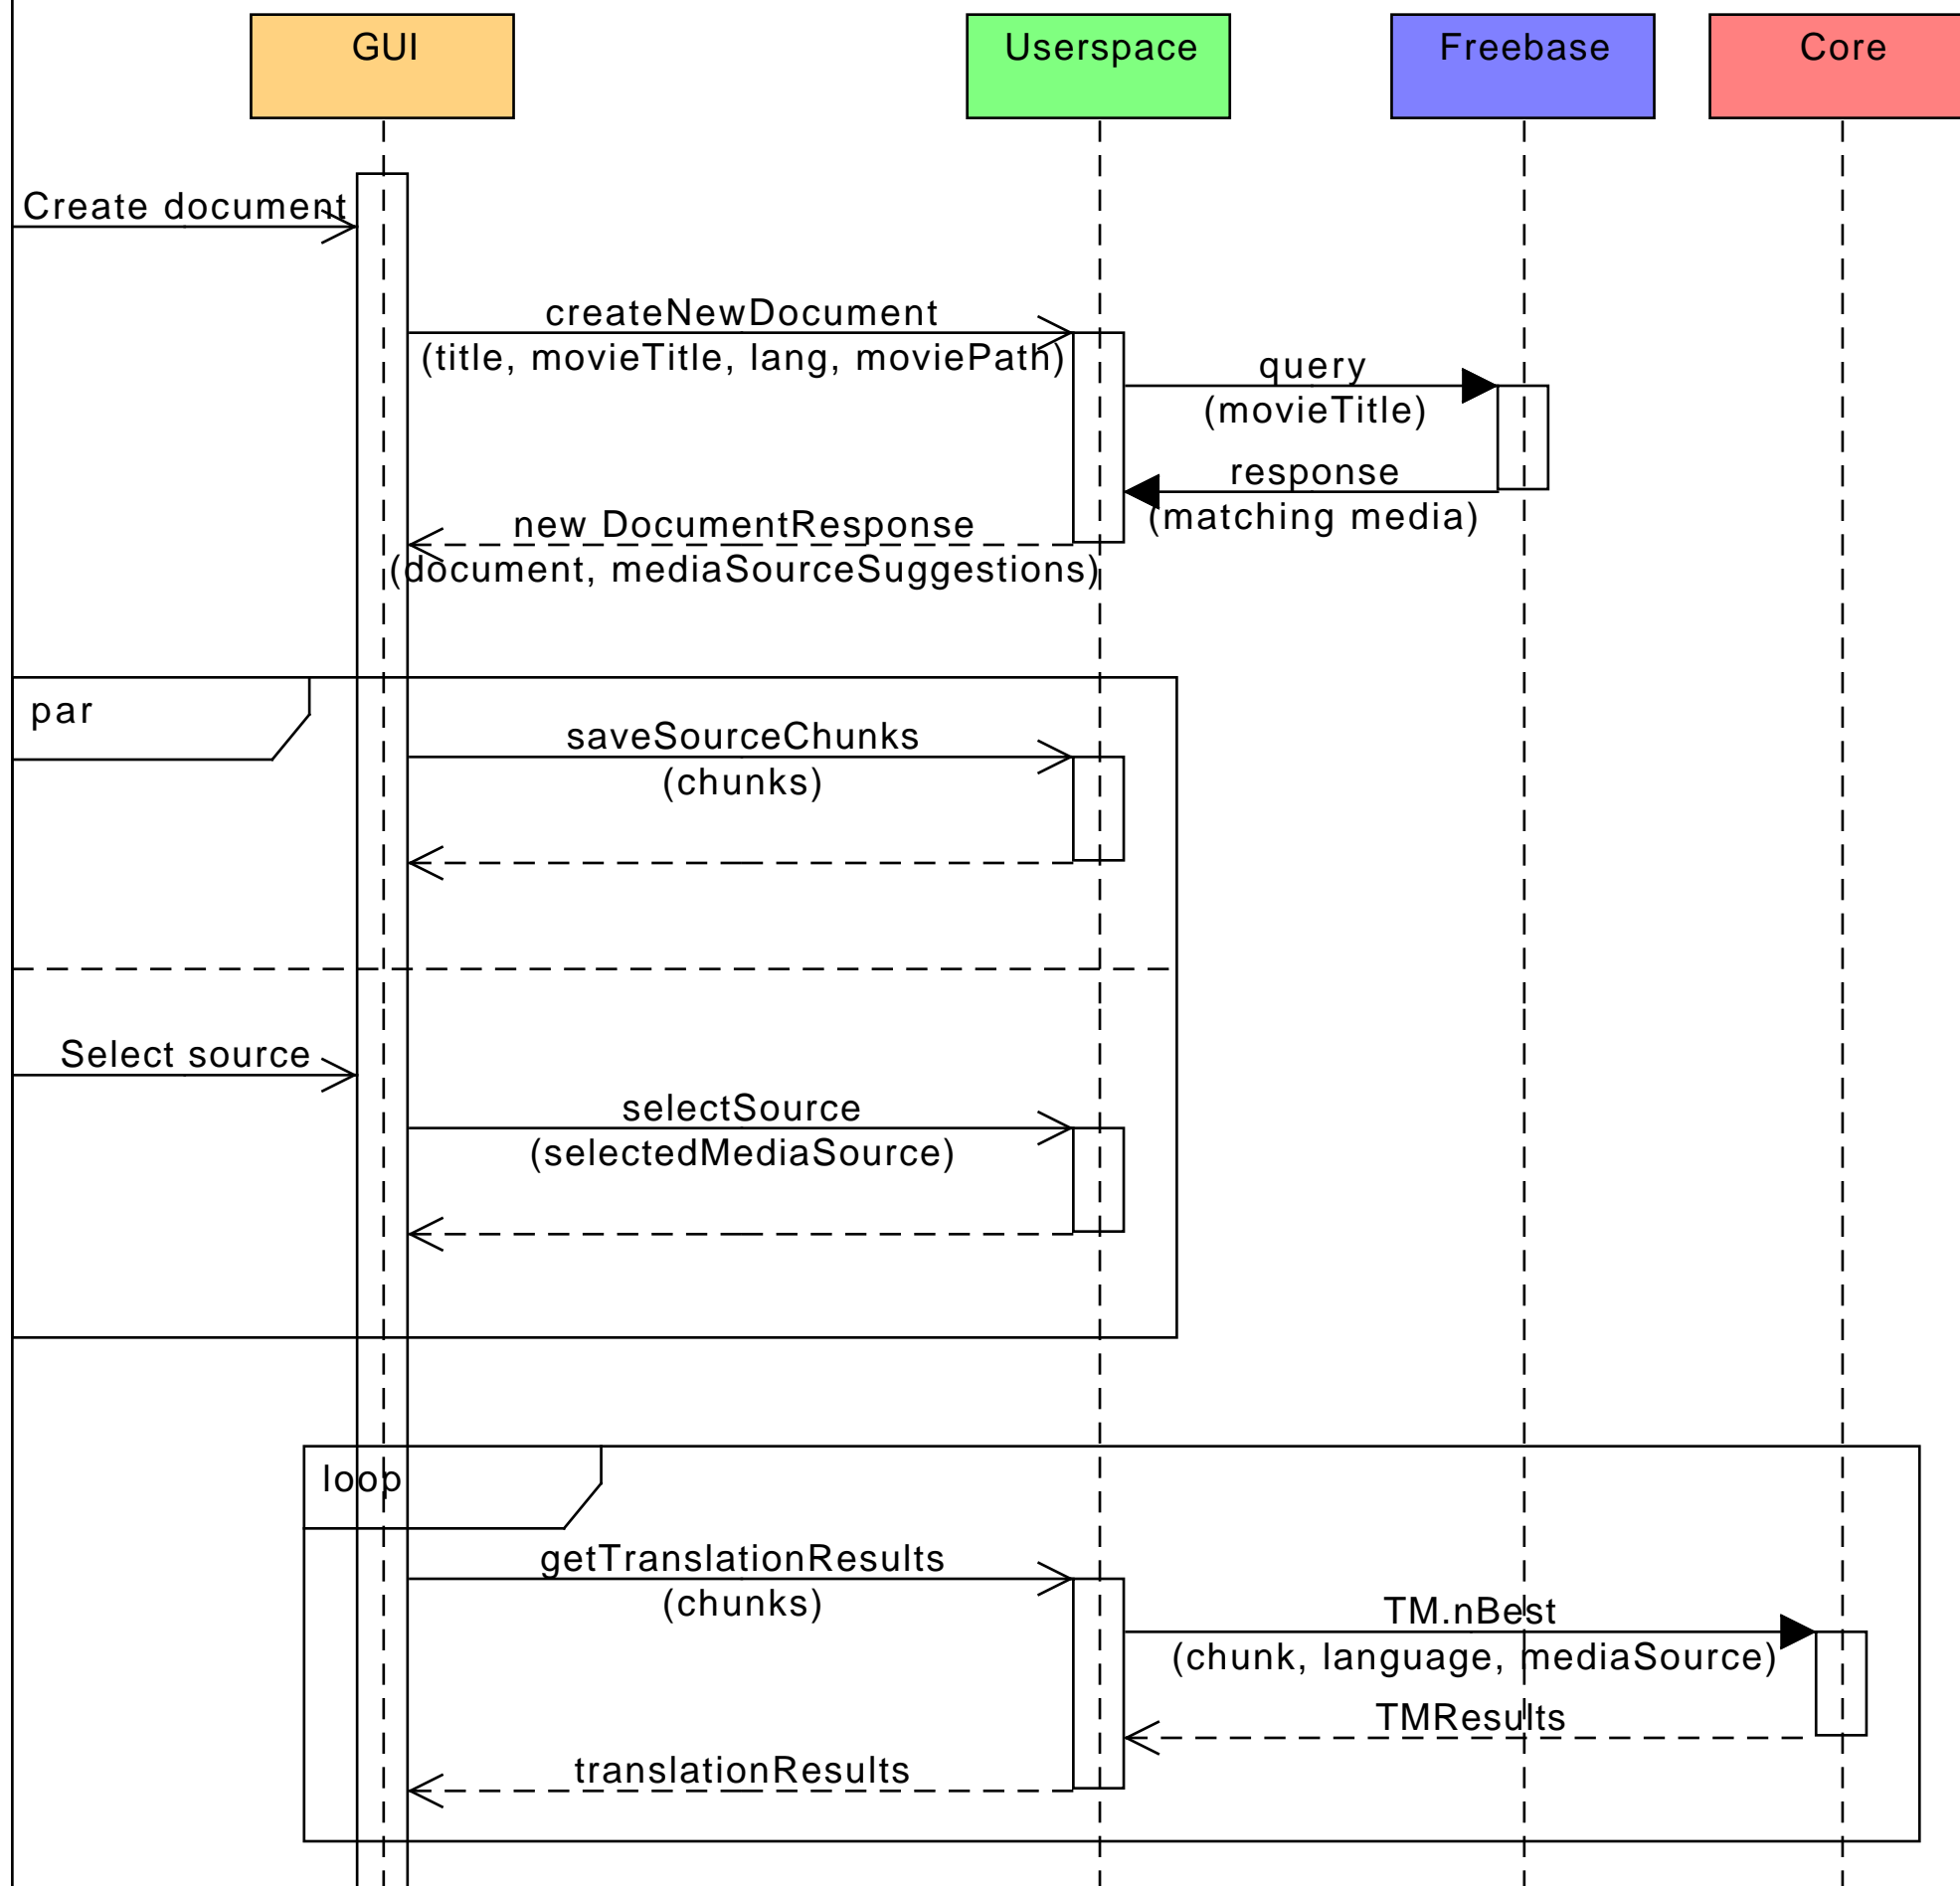 GUI
Userspace
Freebase
Core
Create document
createNewDocument
(title, movieTitle, lang, moviePath)
query
(movieTitle)
response
(matching media)
new DocumentResponse
(document, mediaSourceSuggestions)
par
saveSourceChunks
(chunks)
Select source
selectSource
(selectedMediaSource)
loop
getTranslationResults
(chunks)
TM.nBest
(chunk, language, mediaSource)
TMResults
translationResults